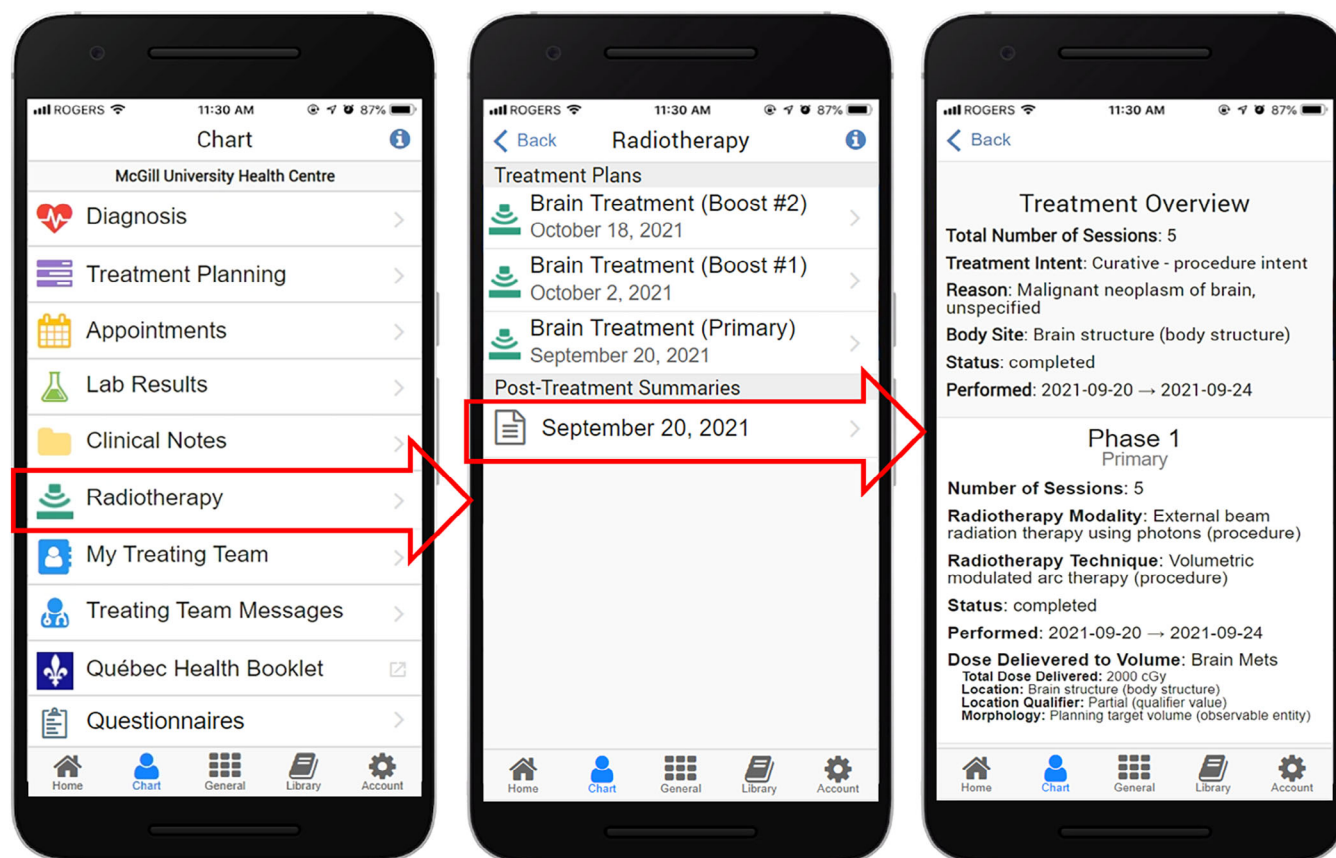 ROGERS 11:30 AM 87%
Chart
McGill University Health Centre
Diagnosis
Treatment Planning
Appointments
Lab Results
Clinical Notes
Radiotherapy
My Treating Team
Treating Team Messages
Québec Health Booklet
Questionnaires
Home Chart General Library Account
ROGERS 11:30 AM 87%
Back Radiotherapy
Treatment Plans
Brain Treatment (Boost #2)
October 18, 2021
Brain Treatment (Boost #1)
October 2, 2021
Brain Treatment (Primary)
September 20, 2021
Post-Treatment Summaries
September 20, 2021
Home Chart General Library Account
ROGERS 11:30 AM 87%
Back
Treatment Overview
Total Number of Sessions: 5
Treatment Intent: Curative - procedure intent
Reason: Malignant neoplasm of brain,
unspecified
Body Site: Brain structure (body structure)
Status: completed
Performed: 2021-09-20 → 2021-09-24
Phase 1
Primary
Number of Sessions: 5
Radiotherapy Modality: External beam
radiation therapy using photons (procedure)
Radiotherapy Technique: Volumetric
modulated arc therapy (procedure)
Status: completed
Performed: 2021-09-20 → 2021-09-24
Dose Delievered to Volume: Brain Mets
Total Dose Delivered: 2000 cGy
Location: Brain structure (body structure)
Location Qualifier: Partial (qualifier value)
Morphology: Planning target volume (observable entity)
Home Chart General Library Account